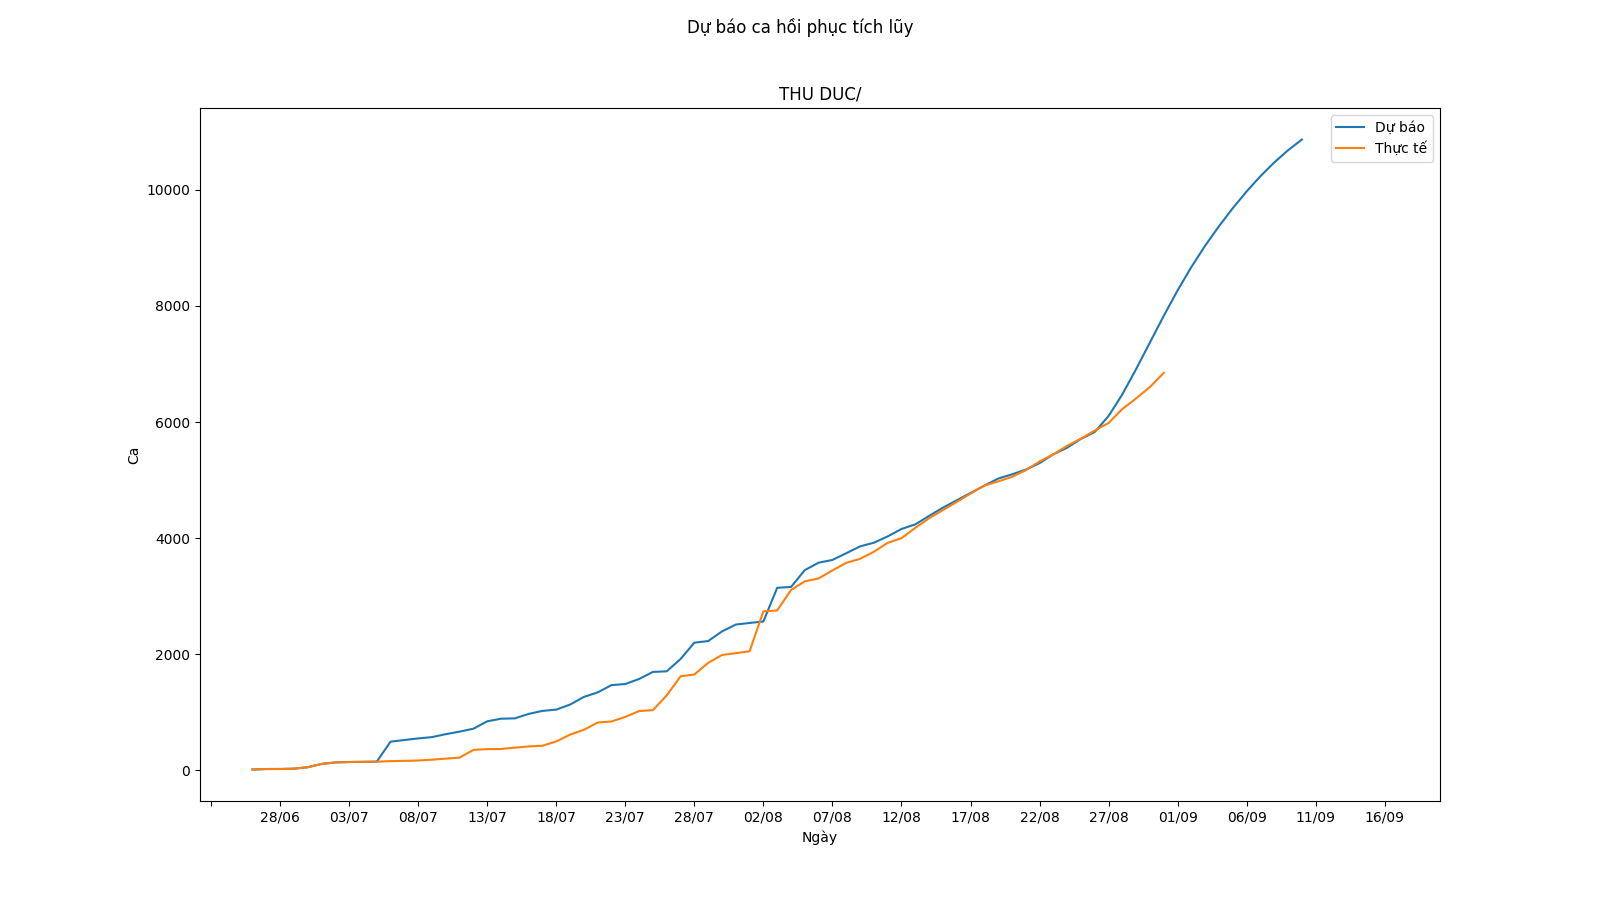 Dự báo ca hồi phục tích lũy
THU DUC/
Dự báo
Thực tế
10000
8000
6000
4000
2000
0
Ca
28/06 03/07 08/07 13/07 18/07 23/07 28/07 02/08 07/08 12/08 17/08 22/08 27/08 01/09 06/09 11/09 16/09
Ngày